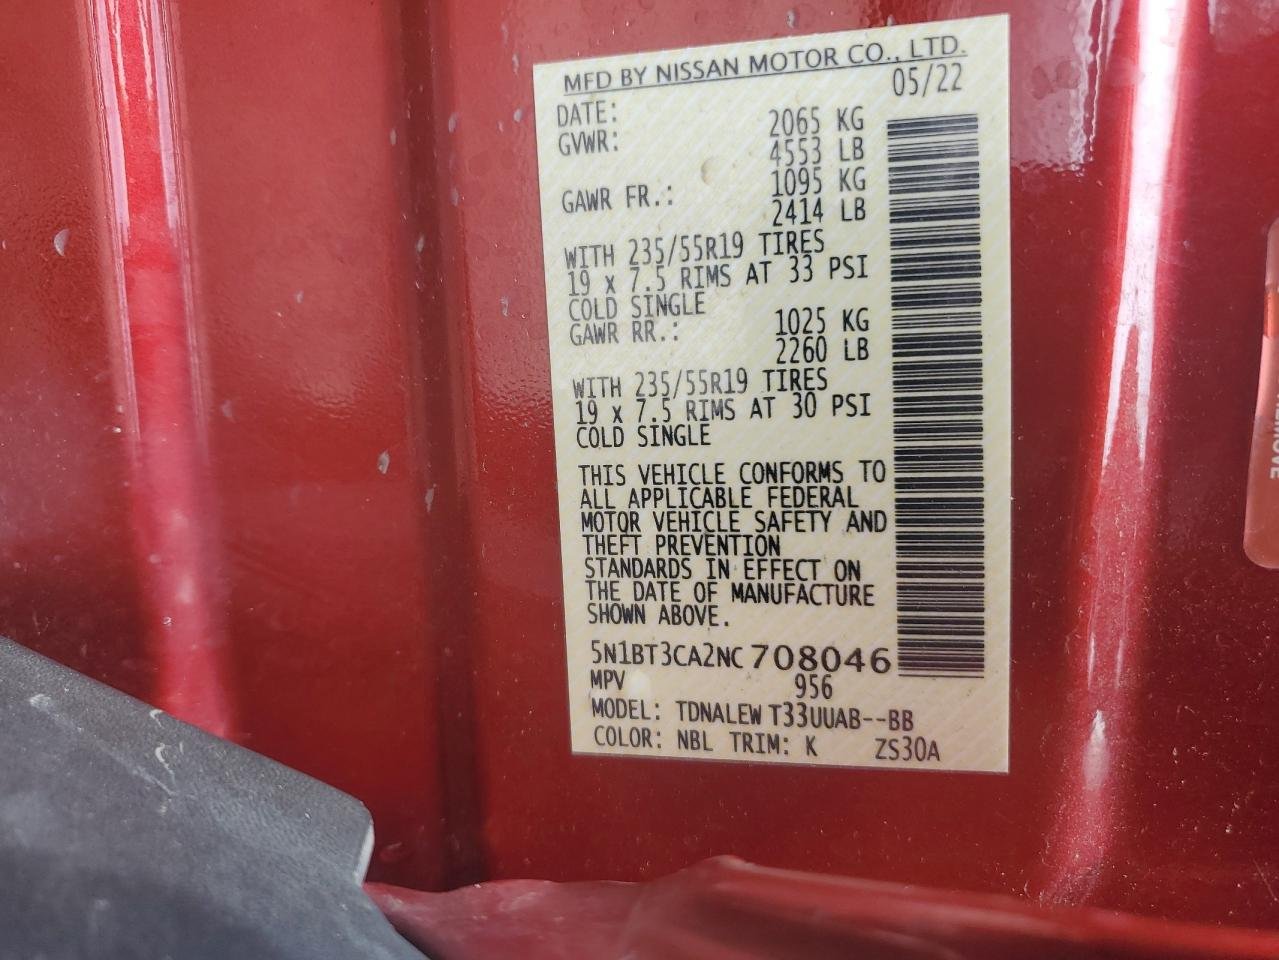 MFD BY NISSAN MOTOR CO., LTD.
DATE: 05/22
GVWR: 2065 KG
4553 LB
GAWR FR.: 1095 KG
2414 LB
WITH 235/55R19 TIRES
19 x 7.5 RIMS AT 33 PSI
COLD SINGLE
GAWR RR.: 1025 KG
2260 LB
WITH 235/55R19 TIRES
19 x 7.5 RIMS AT 30 PSI
COLD SINGLE
THIS VEHICLE CONFORMS TO
ALL APPLICABLE FEDERAL
MOTOR VEHICLE SAFETY AND
THEFT PREVENTION
STANDARDS IN EFFECT ON
THE DATE OF MANUFACTURE
SHOWN ABOVE.
5N1BT3CA2NC708046
MPV 956
MODEL: TDNALEW T33UUAB--BB
COLOR: NBL TRIM: K ZS30A